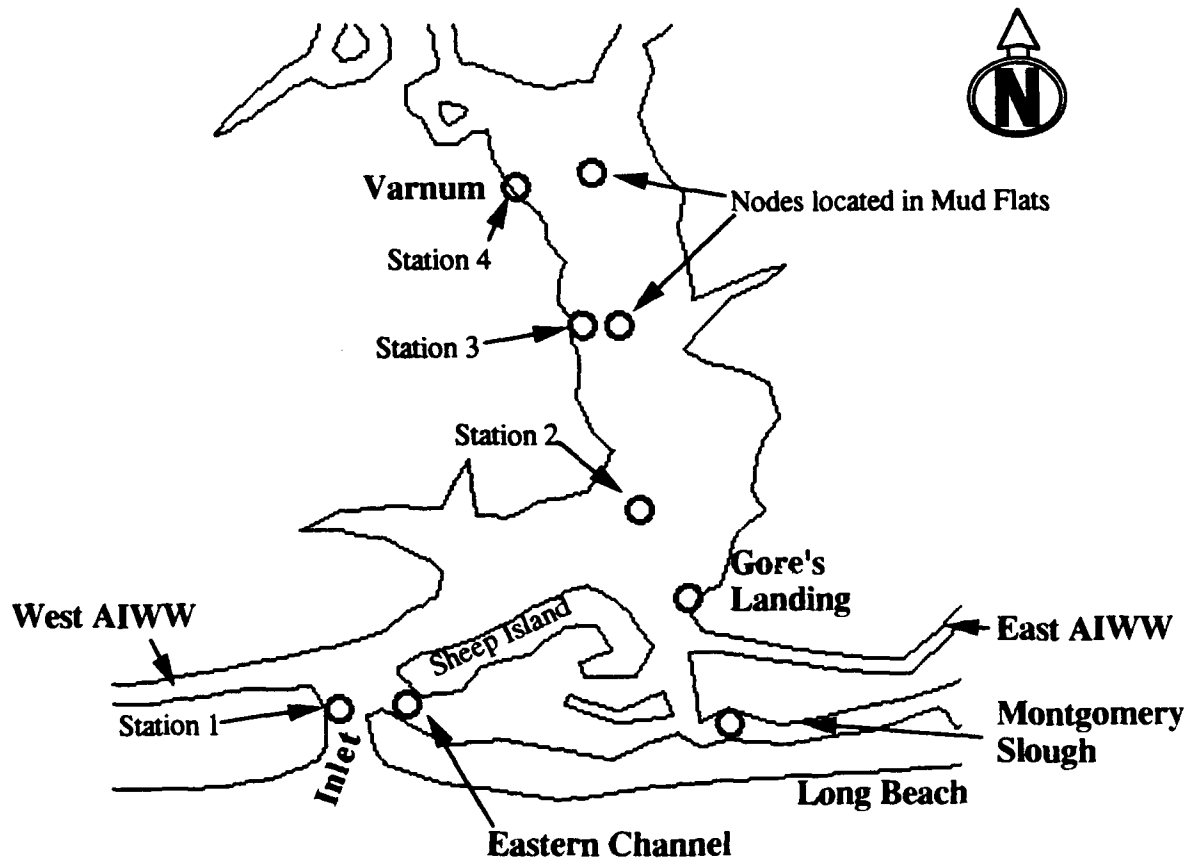 N
Varnum
Nodes located in Mud Flats
Station 4
Station 3
Station 2
Gore's
Landing
West AIWW
Sheep Island
East AIWW
Station 1
Inlet
Montgomery
Slough
Long Beach
Eastern Channel